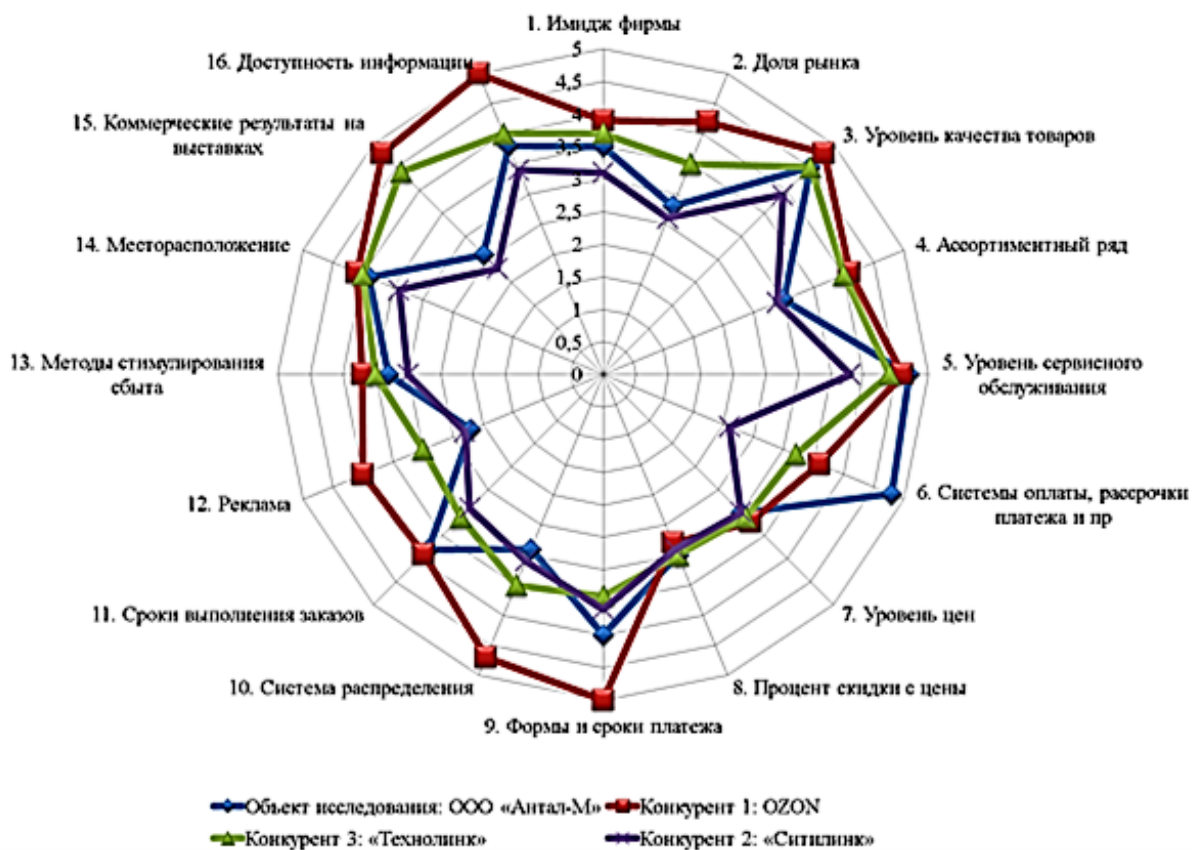 1. Имидж фирмы
16. Доступность информации
2. Доля рынка
15. Коммерческие результаты на
выставках
3. Уровень качества товаров
14. Месторасположение
4. Ассортиментный ряд
13. Методы стимулирования
сбыта
5. Уровень сервисного
обслуживания
12. Реклама
6. Системы оплаты, рассрочки
платежа и пр
11. Сроки выполнения заказов
7. Уровень цен
10. Система распределения
8. Процент скидки с цены
9. Формы и сроки платежа
5
4,5
4
3,5
3
2,5
2
1,5
1
0,5
0
Объект исследования: ООО «Антал-М»
Конкурент 1: OZON
Конкурент 3: «Технолинк»
Конкурент 2: «Ситилинк»